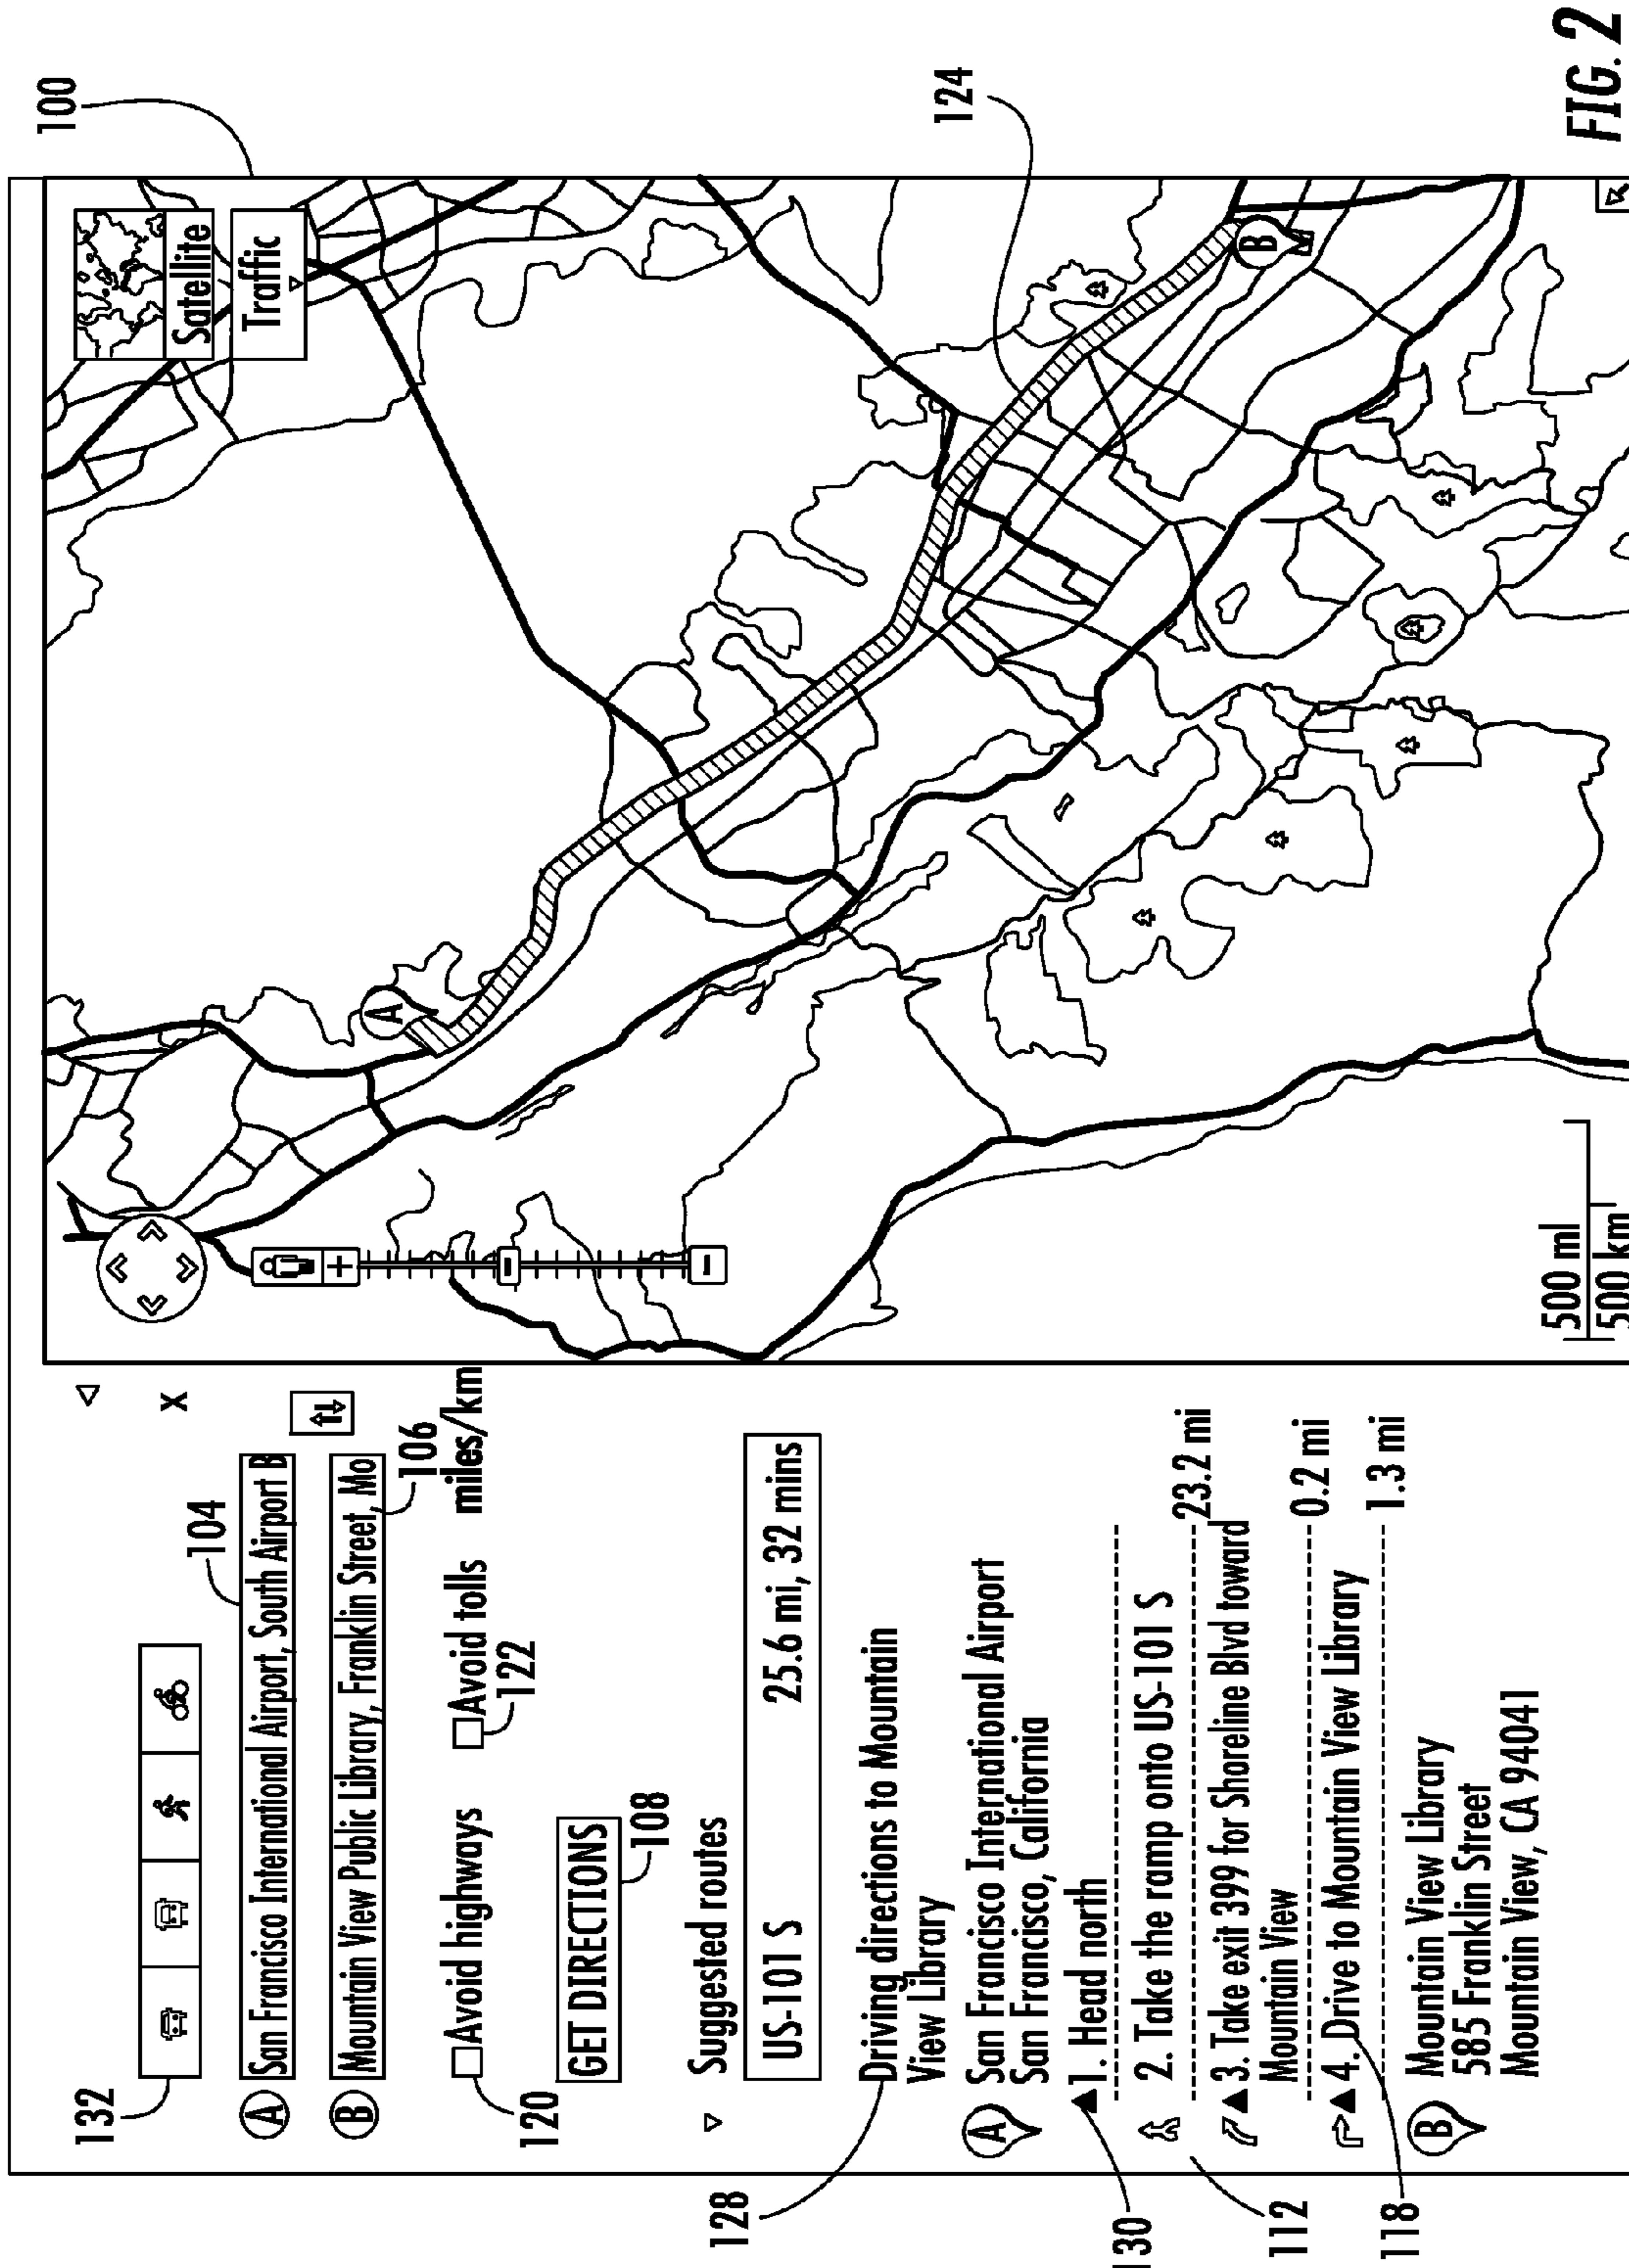 132
104
A San Francisco International Airport, South Airport B
x
B Mountain View Public Library, Franklin Street, Mo
106
Avoid highways
Avoid tolls
miles/km
120
122
GET DIRECTIONS
108
Suggested routes
US-101 S 25.6 mi, 32 mins
128
Driving directions to Mountain
View Library
A San Francisco International Airport
San Francisco, California
130
1. Head north
112
2. Take the ramp onto US-101 S
23.2 mi
3. Take exit 399 for Shoreline Blvd toward
Mountain View
0.2 mi
118
4. Drive to Mountain View Library
1.3 mi
B Mountain View Library
585 Franklin Street
Mountain View, CA 94041
100
Satellite
Traffic
+
-
-
A
124
B
500 ml
500 km
FIG. 2